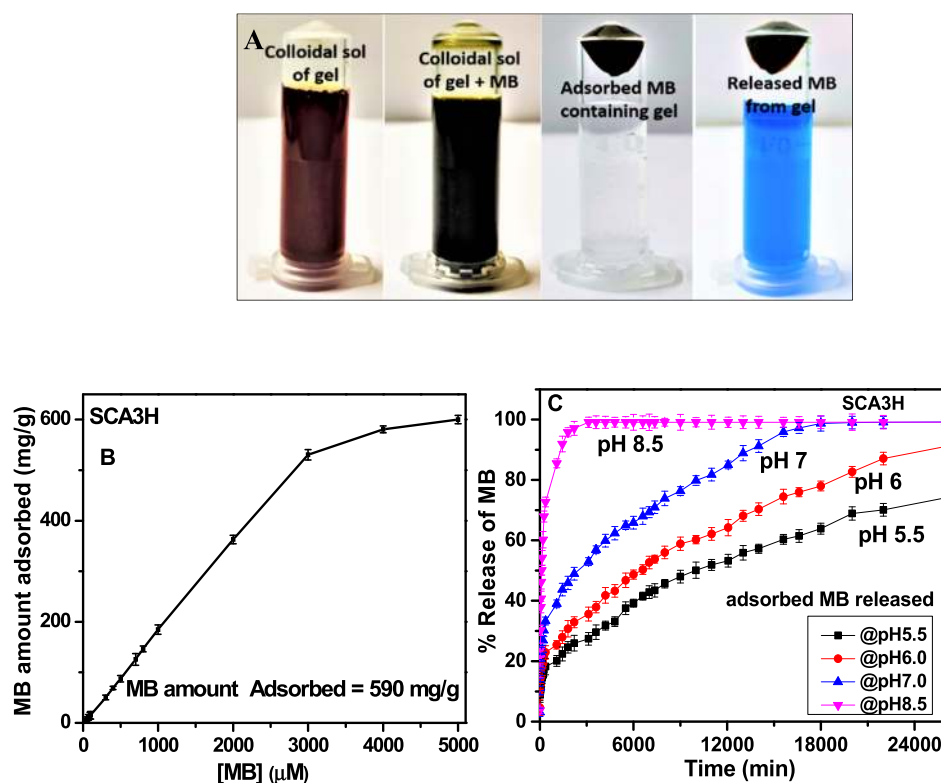 A
Colloidal sol
of gel
Colloidal sol
of gel + MB
Adsorbed MB
containing gel
Released MB
from gel
SCA3H
B
MB amount adsorbed (mg/g)
600
400
200
0
MB amount Adsorbed = 590 mg/g
0 1000 2000 3000 4000 5000
[MB] (μM)
C
SCA3H
% Release of MB
100
80
60
40
20
0
pH 8.5
pH 7
pH 6
pH 5.5
adsorbed MB released
@pH5.5
@pH6.0
@pH7.0
@pH8.5
0 6000 12000 18000 24000
Time (min)